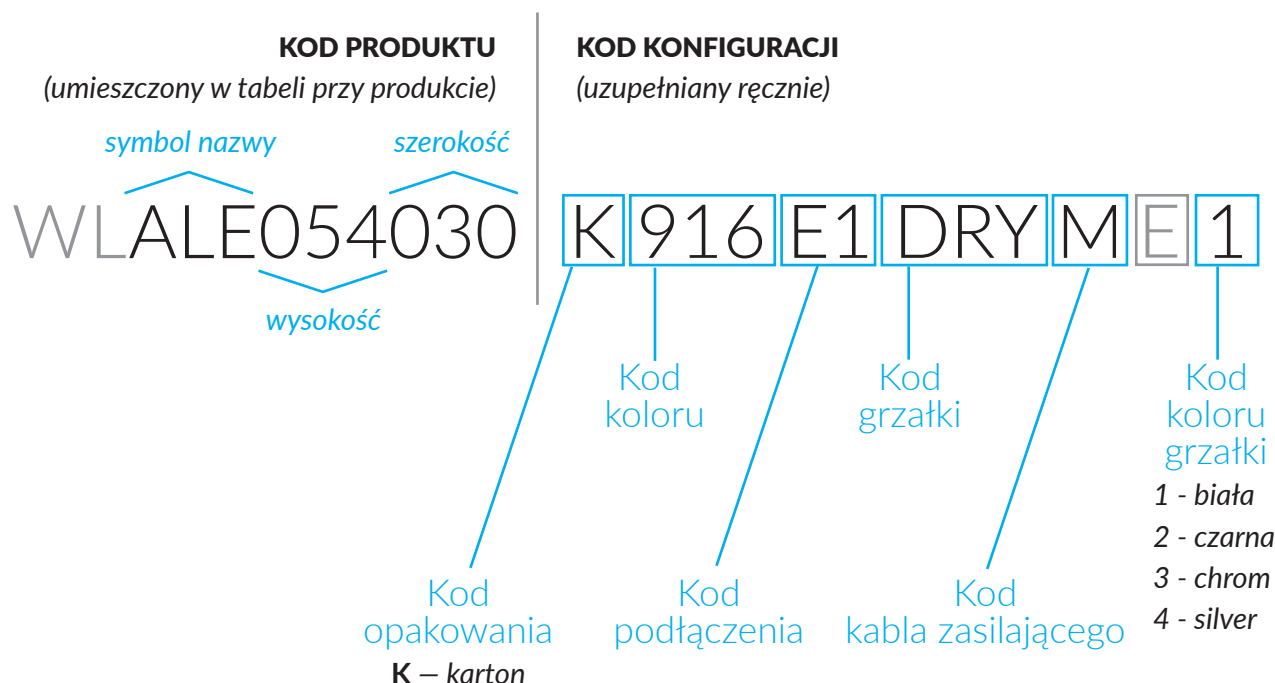 KOD PRODUKTU
(umieszczony w tabeli przy produkcie)
KOD KONFIGURACJI
(uzupełniany ręcznie)
symbol nazwy
szerokość
WLALE054030
K 916 E1 DRY M E 1
wysokość
Kod
koloru
Kod
grzałki
Kod
koloru
grzałki
1 - biała
2 - czarna
3 - chrom
4 - silver
Kod
opakowania
K — karton
Kod
podłączenia
Kod
kabla zasilającego